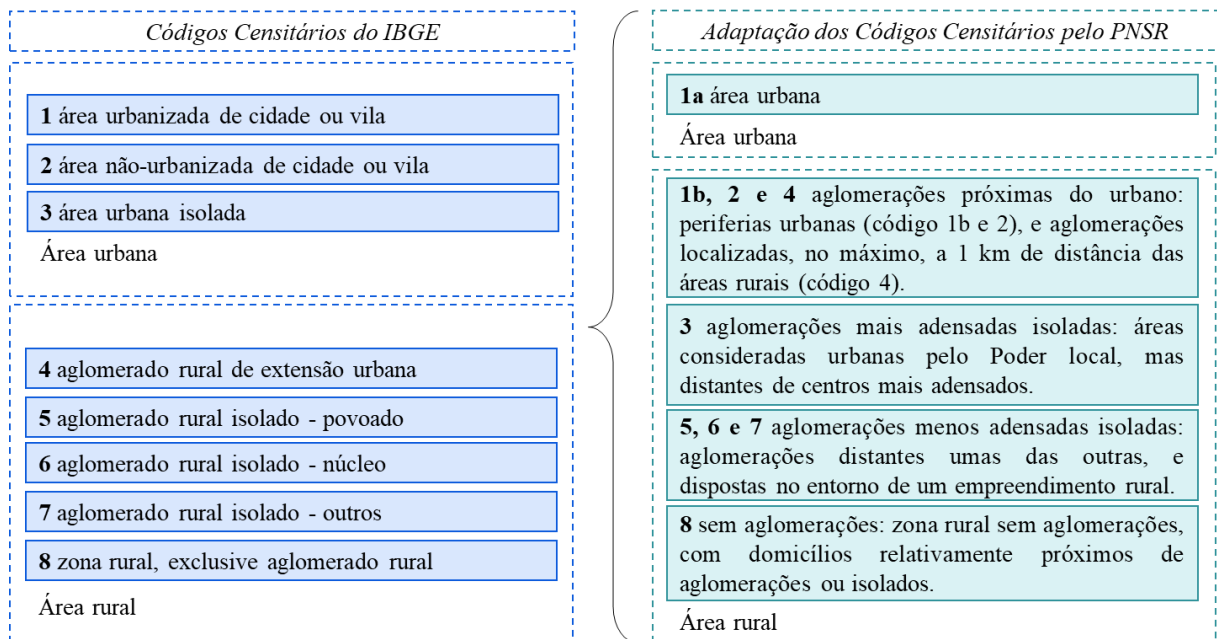 Códigos Censitários do IBGE
1 área urbanizada de cidade ou vila
2 área não-urbanizada de cidade ou vila
3 área urbana isolada
Área urbana
4 aglomerado rural de extensão urbana
5 aglomerado rural isolado - povoado
6 aglomerado rural isolado - núcleo
7 aglomerado rural isolado - outros
8 zona rural, exclusive aglomerado rural
Área rural
Adaptação dos Códigos Censitários pelo PNSR
1a área urbana
Área urbana
1b, 2 e 4 aglomerações próximas do urbano:
periferias urbanas (código 1b e 2), e aglomerações
localizadas, no máximo, a 1 km de distância das
áreas rurais (código 4).
3 aglomerações mais adensadas isoladas: áreas
consideradas urbanas pelo Poder local, mas
distantes de centros mais adensados.
5, 6 e 7 aglomerações menos adensadas isoladas:
aglomerações distantes umas das outras, e
dispostas no entorno de um empreendimento rural.
8 sem aglomerações: zona rural sem aglomerações,
com domicílios relativamente próximos de
aglomerações ou isolados.
Área rural